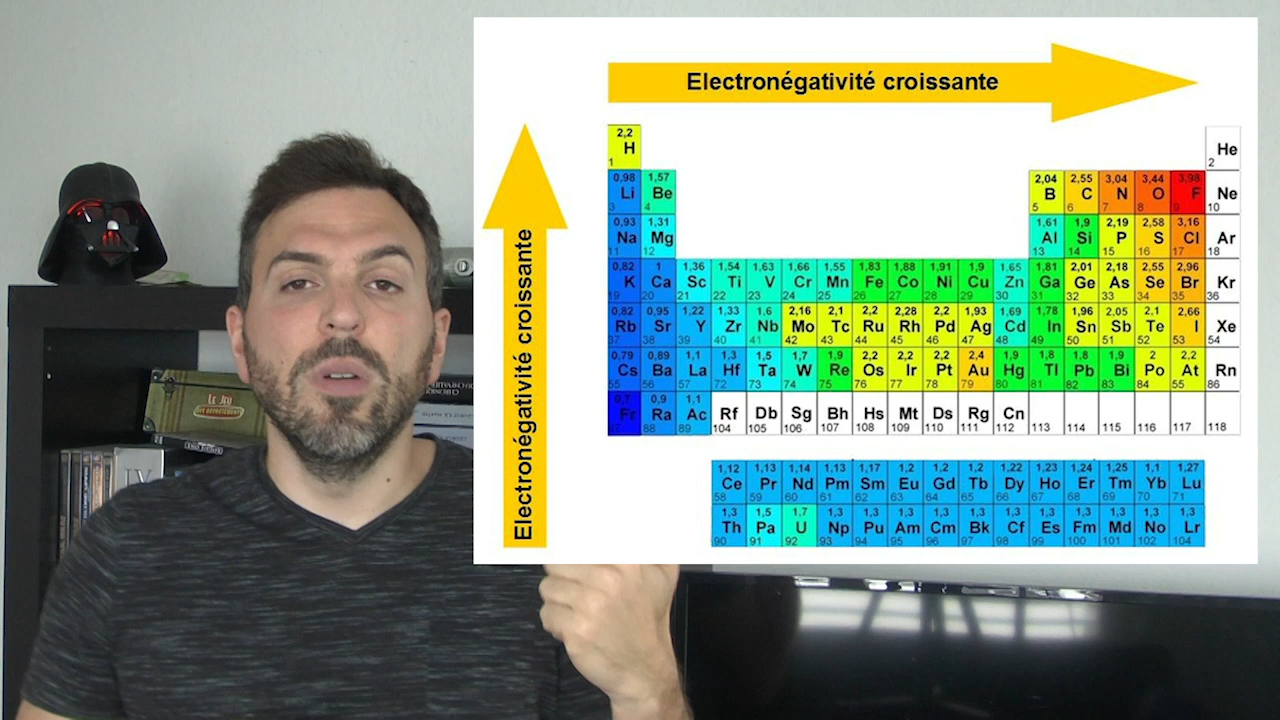 Electronégativité croissante
Electronégativité croissante
2,2
H He
1 2
0,98 1,57 2,04 2,55 3,04 3,44 3,98
Li Be B C N O F Ne
3 4 5 6 7 8 9 10
0,93 1,31 1,61 1,9 2,19 2,58 3,16
Na Mg Al Si P S Cl Ar
11 12 13 14 15 16 17 18
0,82 1 1,36 1,54 1,63 1,66 1,55 1,83 1,88 1,91 1,9 1,65 1,81 2,01 2,18 2,55 2,96
K Ca Sc Ti V Cr Mn Fe Co Ni Cu Zn Ga Ge As Se Br Kr
19 20 21 22 23 24 25 26 27 28 29 30 31 32 33 34 35 36
0,82 0,95 1,22 1,33 1,6 2,16 2,1 2,2 2,28 2,2 1,93 1,69 1,78 1,96 2,05 2,1 2,66
Rb Sr Y Zr Nb Mo Tc Ru Rh Pd Ag Cd In Sn Sb Te I Xe
37 38 39 40 41 42 43 44 45 46 47 48 49 50 51 52 53 54
0,79 0,89 1,1 1,3 1,5 1,7 1,9 2,2 2,2 2,2 2,4 1,9 1,8 1,8 1,9 2 2,2
Cs Ba La Hf Ta W Re Os Ir Pt Au Hg Tl Pb Bi Po At Rn
55 56 57 72 73 74 75 76 77 78 79 80 81 82 83 84 85 86
0,7 0,9 1,1
Fr Ra Ac Rf Db Sg Bh Hs Mt Ds Rg Cn
87 88 89 104 105 106 107 108 109 110 111 112 113 114 115 116 117 118
1,12 1,13 1,14 1,13 1,17 1,2 1,2 1,2 1,22 1,23 1,24 1,25 1,1 1,27
Ce Pr Nd Pm Sm Eu Gd Tb Dy Ho Er Tm Yb Lu
58 59 60 61 62 63 64 65 66 67 68 69 70 71
1,3 1,5 1,7 1,3 1,3 1,3 1,3 1,3 1,3 1,3 1,3 1,3 1,3 1,3
Th Pa U Np Pu Am Cm Bk Cf Es Fm Md No Lr
90 91 92 93 94 95 96 97 98 99 100 101 102 104
Le Jeu
des Départements
IX